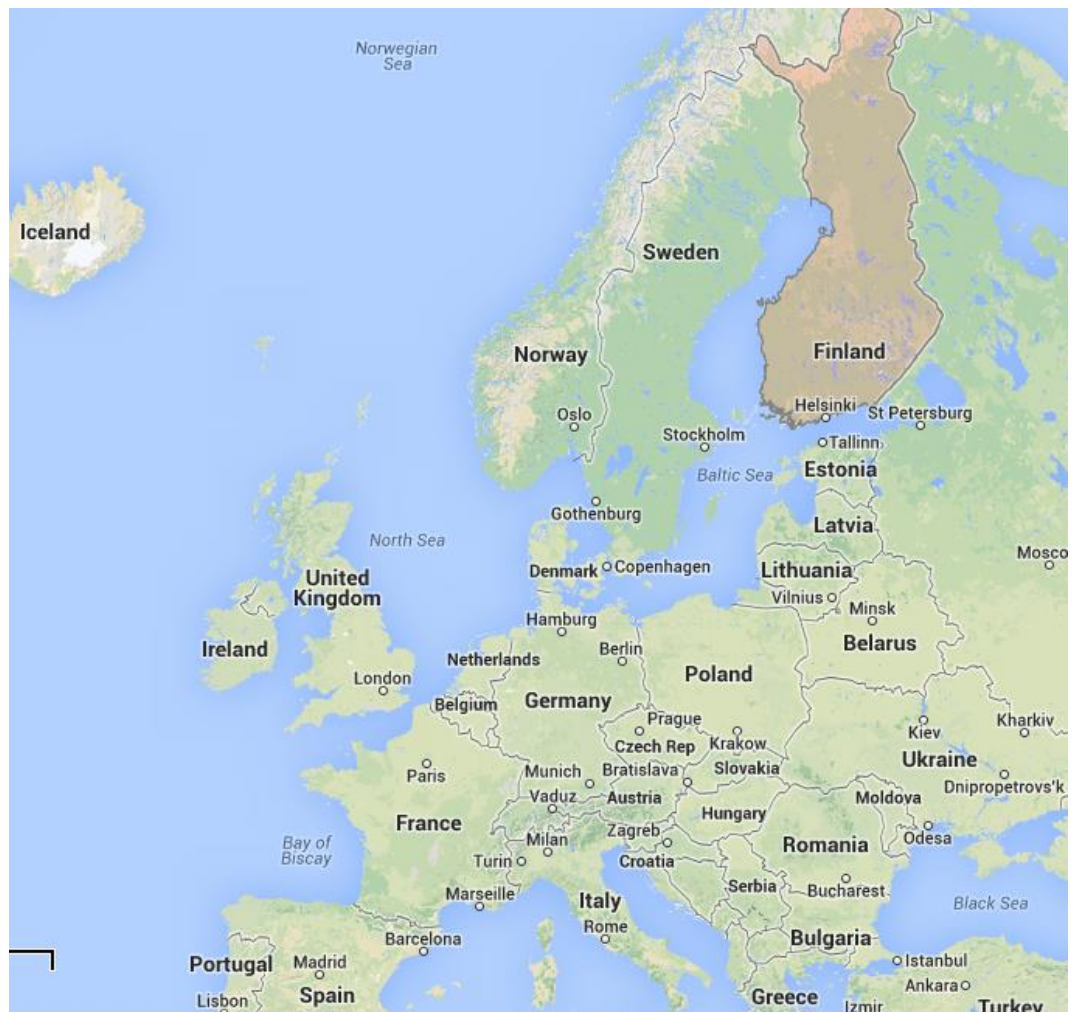 Norwegian
Sea
Iceland
Sweden
Norway
Finland
Helsinki
St Petersburg
Oslo
Stockholm
Tallinn
Baltic Sea
Estonia
Gothenburg
Latvia
North Sea
Mosco
Denmark
Copenhagen
Lithuania
United
Kingdom
Vilnius
Minsk
Hamburg
Belarus
Ireland
Netherlands
Berlin
London
Poland
Germany
Belgium
Prague
Kharkiv
Kiev
Czech Rep
Krakow
Ukraine
Paris
Munich
Bratislava
Slovakia
Dnipropetrovs'k
Vaduz
Austria
Moldova
Hungary
France
Zagreb
Odesa
Bay of
Biscay
Milan
Romania
Turin
Croatia
Serbia
Bucharest
Marseille
Italy
Black Sea
Rome
Barcelona
Bulgaria
Portugal
Madrid
Istanbul
Ankara
Lisbon
Spain
Greece
Izmir
Turkey